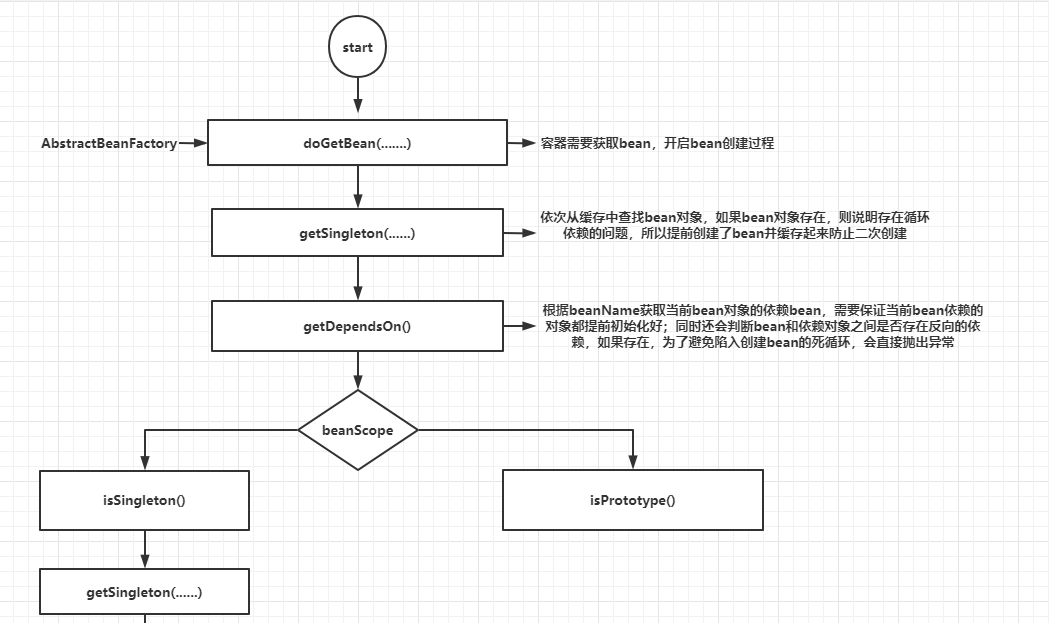 start
AbstractBeanFactory
doGetBean(.......)
容器需要获取bean，开启bean创建过程
getSingleton(......)
依次从缓存中查找bean对象，如果bean对象存在，则说明存在循环
依赖的问题，所以提前创建了bean并缓存起来防止二次创建
getDependsOn()
根据beanName获取当前bean对象的依赖bean，需要保证当前bean依赖的
对象都提前初始化好；同时还会判断bean和依赖对象之间是否存在反向的依
赖，如果存在，为了避免陷入创建bean的死循环，会直接抛出异常
beanScope
isSingleton()
isPrototype()
getSingleton(......)